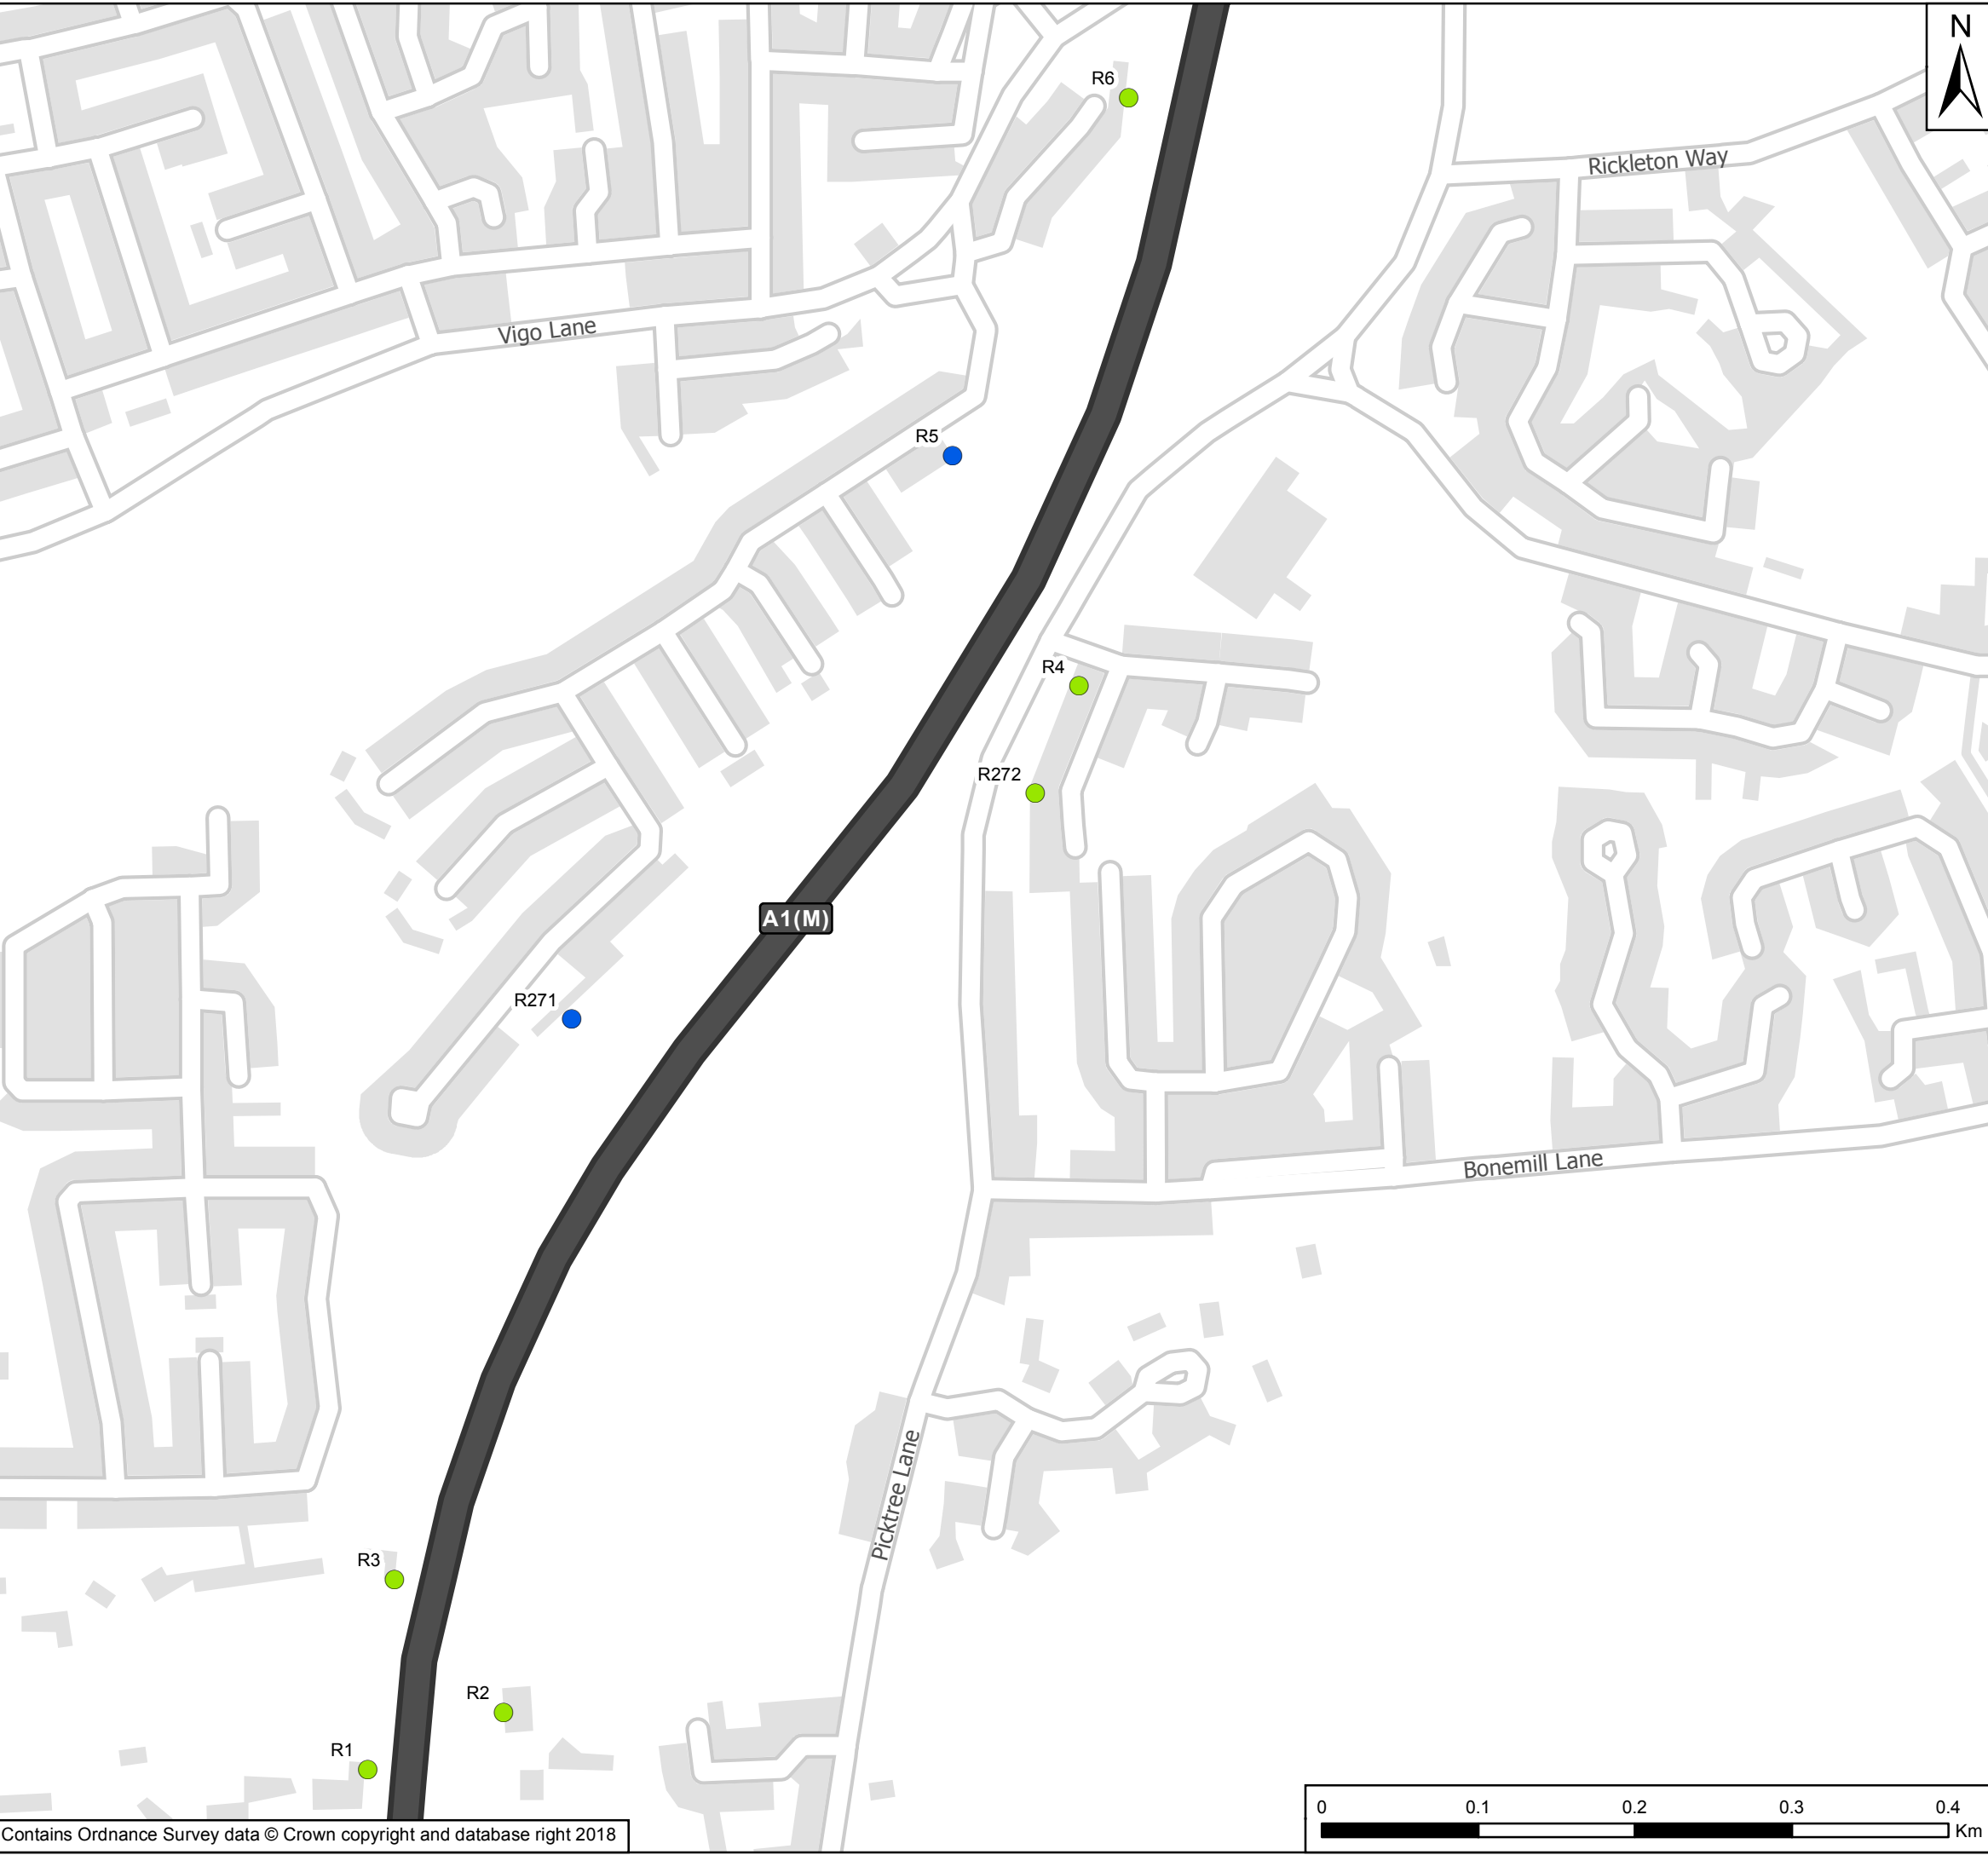 N
R6
Rickleton Way
Vigo Lane
R5
R4
R272
A1(M)
R271
Bonemill Lane
Picktree Lane
R3
R2
R1
0 0.1 0.2 0.3 0.4
Km
Contains Ordnance Survey data © Crown copyright and database right 2018